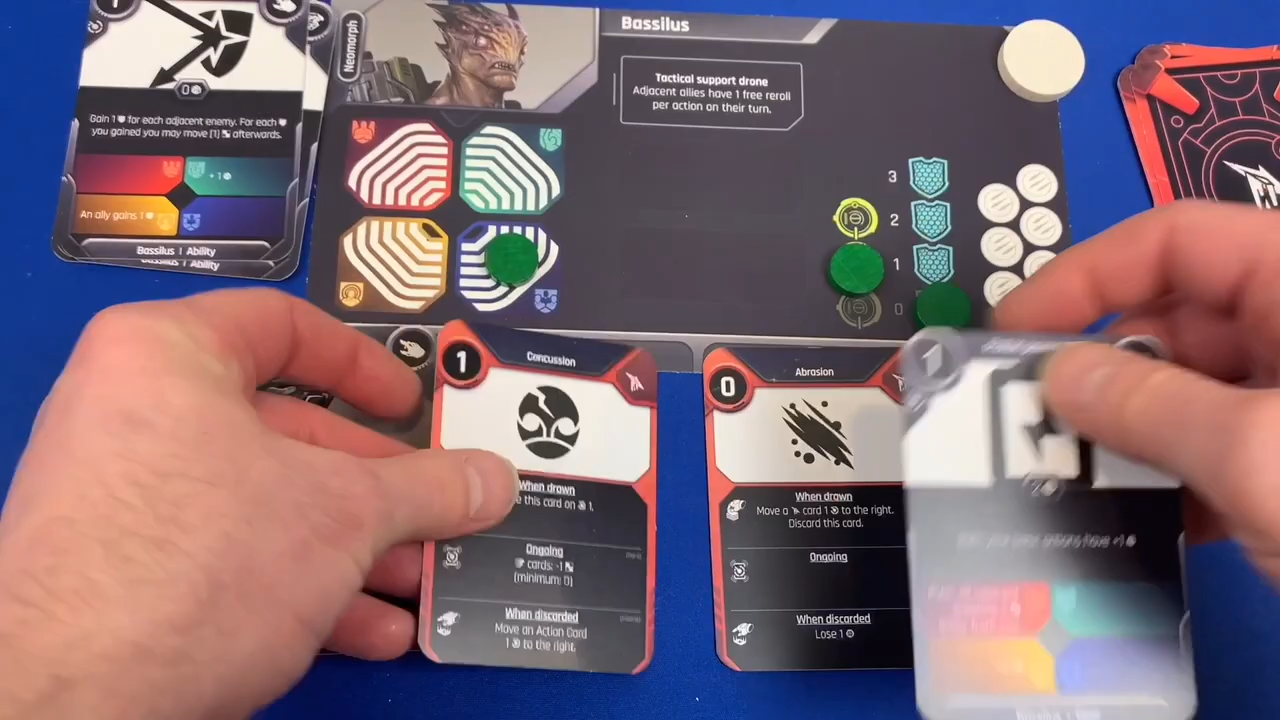 Neomorph
Bassilus
Tactical support drone
Adjacent allies have 1 free reroll
per action on their turn.
0
Gain 1 for each adjacent enemy. For each
you gained you may move (1) afterwards.
+1
An ally gains 1
Bassilus | Ability
Bassilus | Ability
3
2
1
0
1
Concussion
When drawn
this card on 1.
Ongoing
cards: -1
(minimum: 0)
When discarded
Move an Action Card
1 to the right.
0
Abrasion
When drawn
Move a card 1 to the right.
Discard this card.
Ongoing
When discarded
Lose 1
1